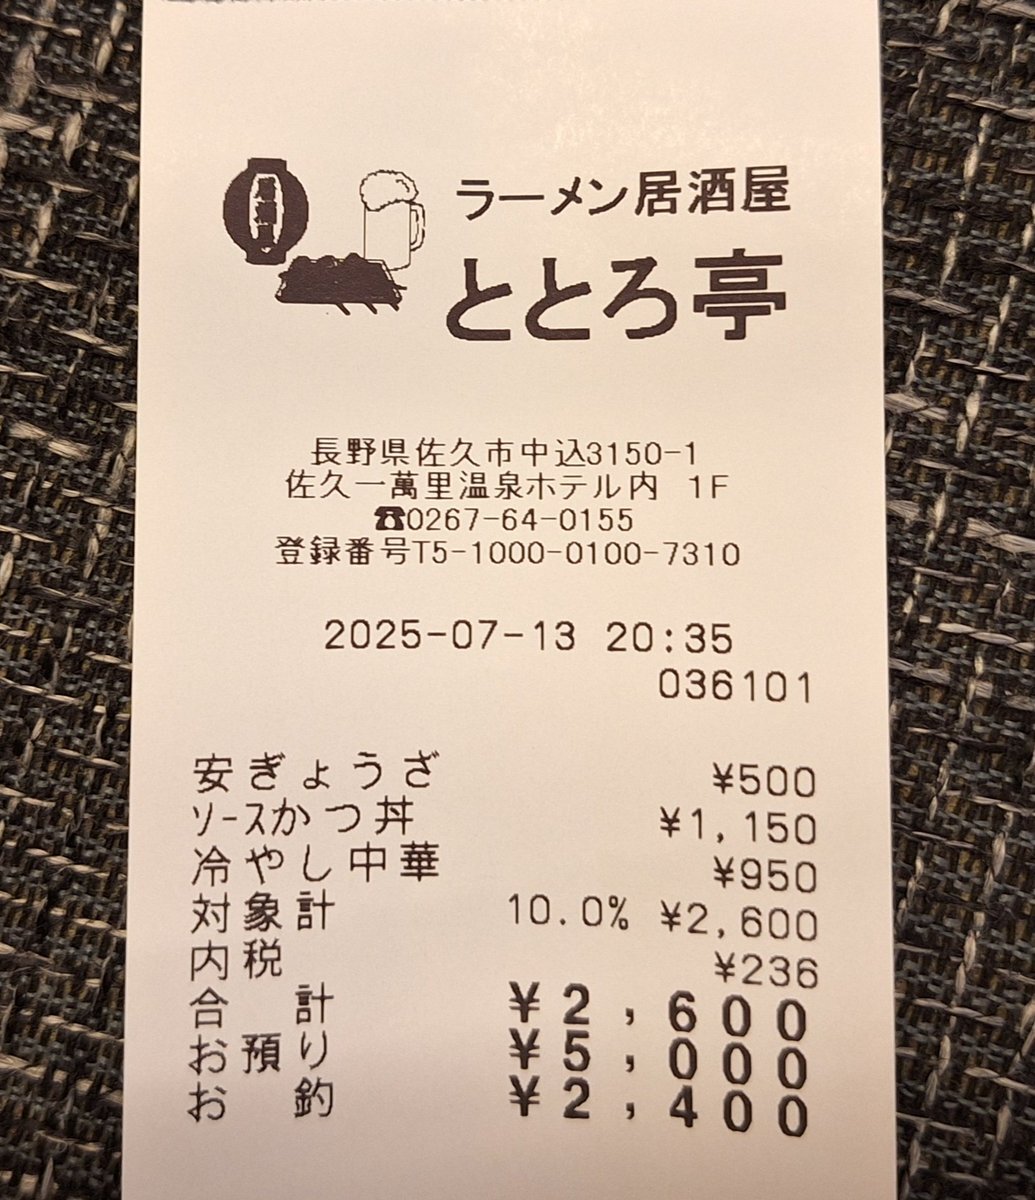 ラーメン居酒屋
ととろ亭
長野県佐久市中込3150-1
佐久一萬里温泉ホテル内 1F
☎0267-64-0155
登録番号T5-1000-0100-7310
2025-07-13 20:35
036101
安ぎょうざ ¥500
ソースかつ丼 ¥1,150
冷やし中華 ¥950
対象計 10.0% ¥2,600
内税 ¥236
合計 ¥2,600
お預り ¥5,000
お釣 ¥2,400